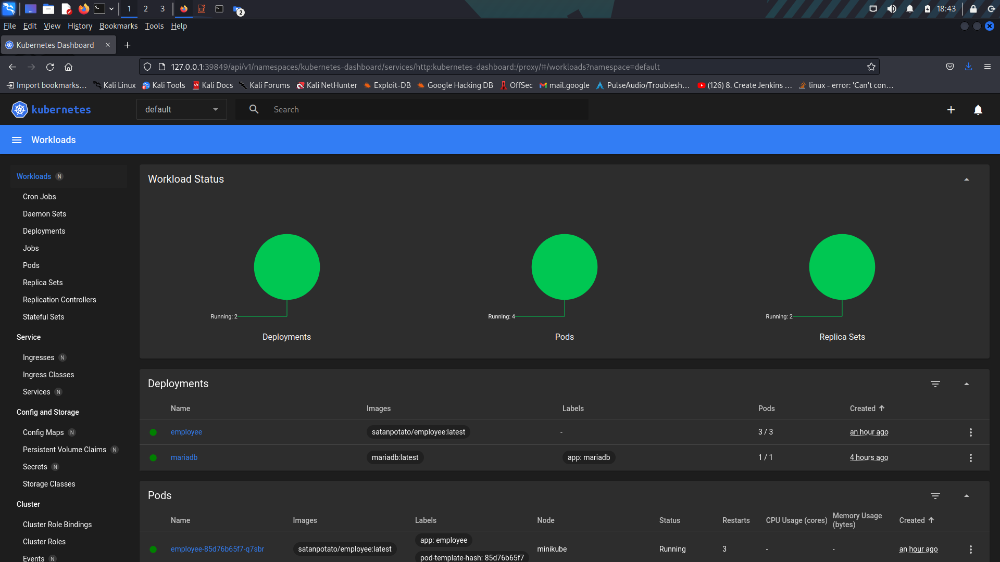 1 2 3 2 18:43
File Edit View History Bookmarks Tools Help
Kubernetes Dashboard
127.0.0.1:39849/api/v1/namespaces/kubernetes-dashboard/services/http:kubernetes-dashboard:/proxy/#/workloads?namespace=default
Import bookmarks... Kali Linux Kali Tools Kali Docs Kali Forums Kali NetHunter Exploit-DB Google Hacking DB OffSec mail.google PulseAudio/Troublesh... (126) 8. Create Jenkins ... linux - error: 'Can't con...
kubernetes default Search
Workloads
Workloads N
Cron Jobs
Daemon Sets
Deployments
Jobs
Pods
Replica Sets
Replication Controllers
Stateful Sets
Service
Ingresses N
Ingress Classes
Services N
Config and Storage
Config Maps N
Persistent Volume Claims N
Secrets N
Storage Classes
Cluster
Cluster Role Bindings
Cluster Roles
Events N
Workload Status
Running: 2 Running: 4 Running: 2
Deployments Pods Replica Sets
Deployments
Name Images Labels Pods Created
employee satanpotato/employee:latest - 3 / 3 an hour ago
mariadb mariadb:latest app: mariadb 1 / 1 4 hours ago
Pods
Name Images Labels Node Status Restarts CPU Usage (cores) Memory Usage (bytes) Created
employee-85d76b65f7-q7sbr satanpotato/employee:latest app: employee minikube Running 3 - - an hour ago
pod-template-hash: 85d76b65f7